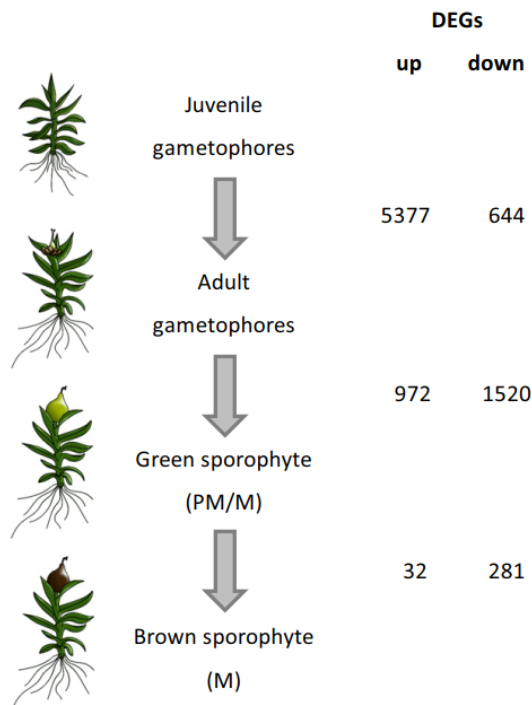 DEGs
up down
Juvenile
gametophores
5377 644
Adult
gametophores
972 1520
Green sporophyte
(PM/M)
32 281
Brown sporophyte
(M)